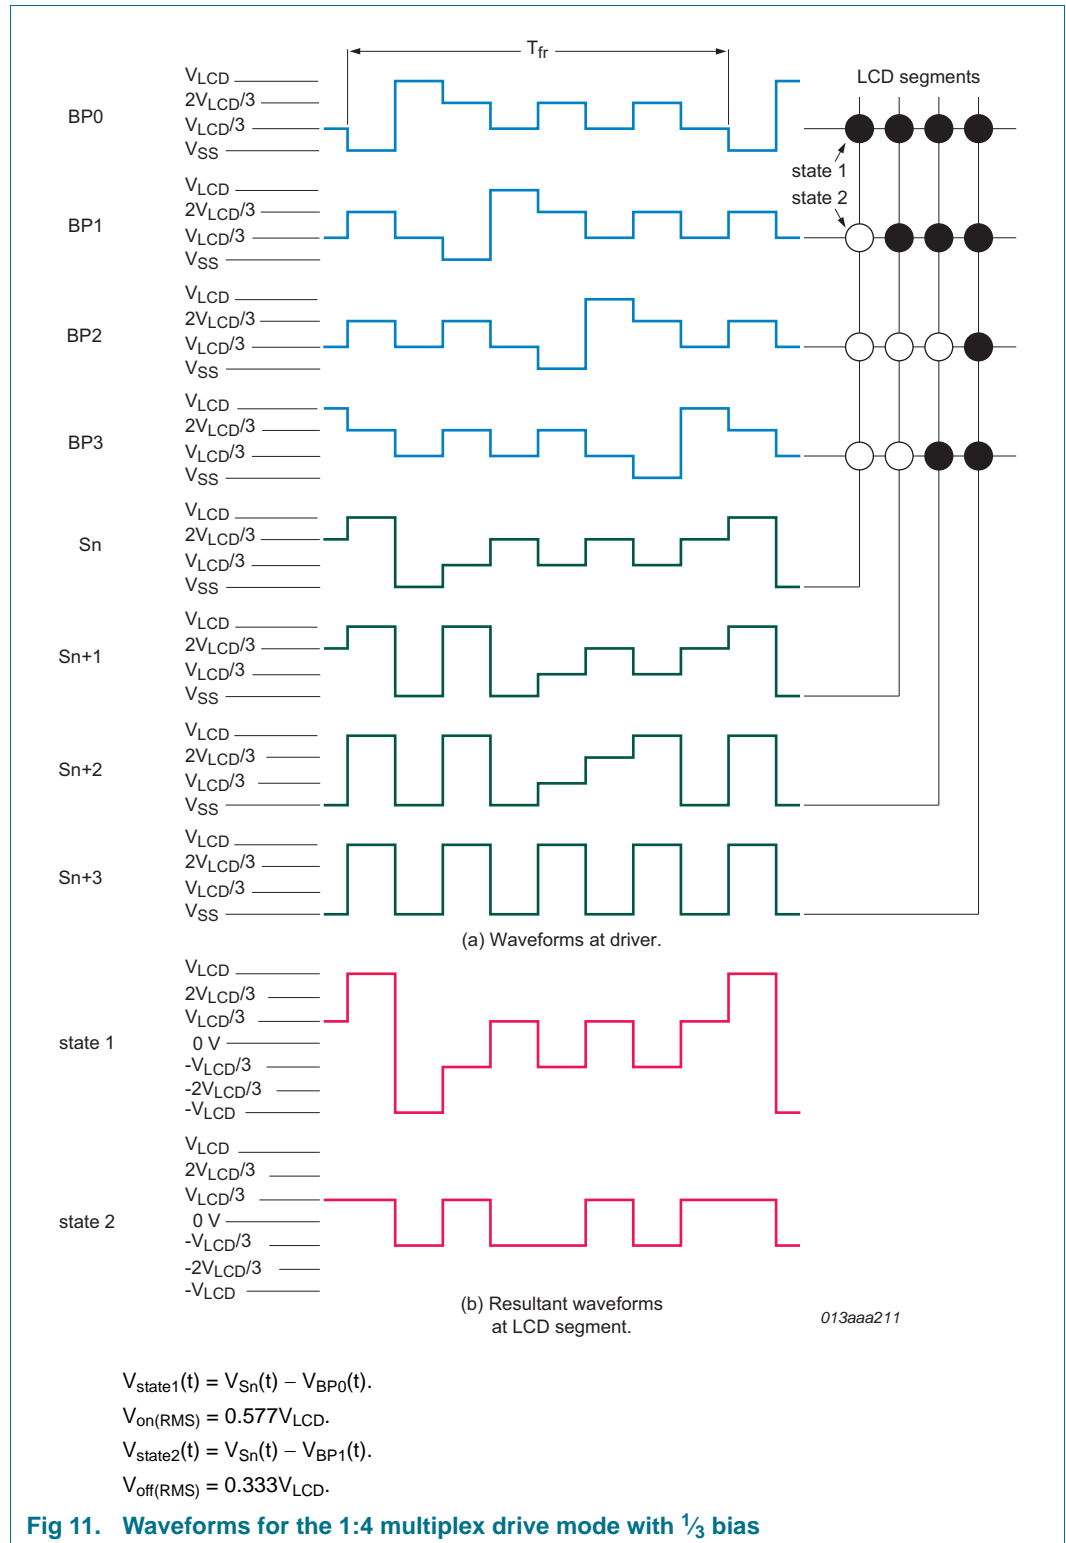 Tfr
VLCD
2VLCD/3
VLCD/3
VSS
BP0
LCD segments
state 1
state 2
VLCD
2VLCD/3
VLCD/3
VSS
BP1
VLCD
2VLCD/3
VLCD/3
VSS
BP2
VLCD
2VLCD/3
VLCD/3
VSS
BP3
VLCD
2VLCD/3
VLCD/3
VSS
Sn
VLCD
2VLCD/3
VLCD/3
VSS
Sn+1
VLCD
2VLCD/3
VLCD/3
VSS
Sn+2
VLCD
2VLCD/3
VLCD/3
VSS
Sn+3
(a) Waveforms at driver.
VLCD
2VLCD/3
VLCD/3
0 V
-VLCD/3
-2VLCD/3
-VLCD
state 1
VLCD
2VLCD/3
VLCD/3
0 V
-VLCD/3
-2VLCD/3
-VLCD
state 2
(b) Resultant waveforms
at LCD segment.
013aaa211
Vstate1(t) = VSn(t) − VBP0(t).
Von(RMS) = 0.577VLCD.
Vstate2(t) = VSn(t) − VBP1(t).
Voff(RMS) = 0.333VLCD.
Fig 11. Waveforms for the 1:4 multiplex drive mode with 1⁄3 bias